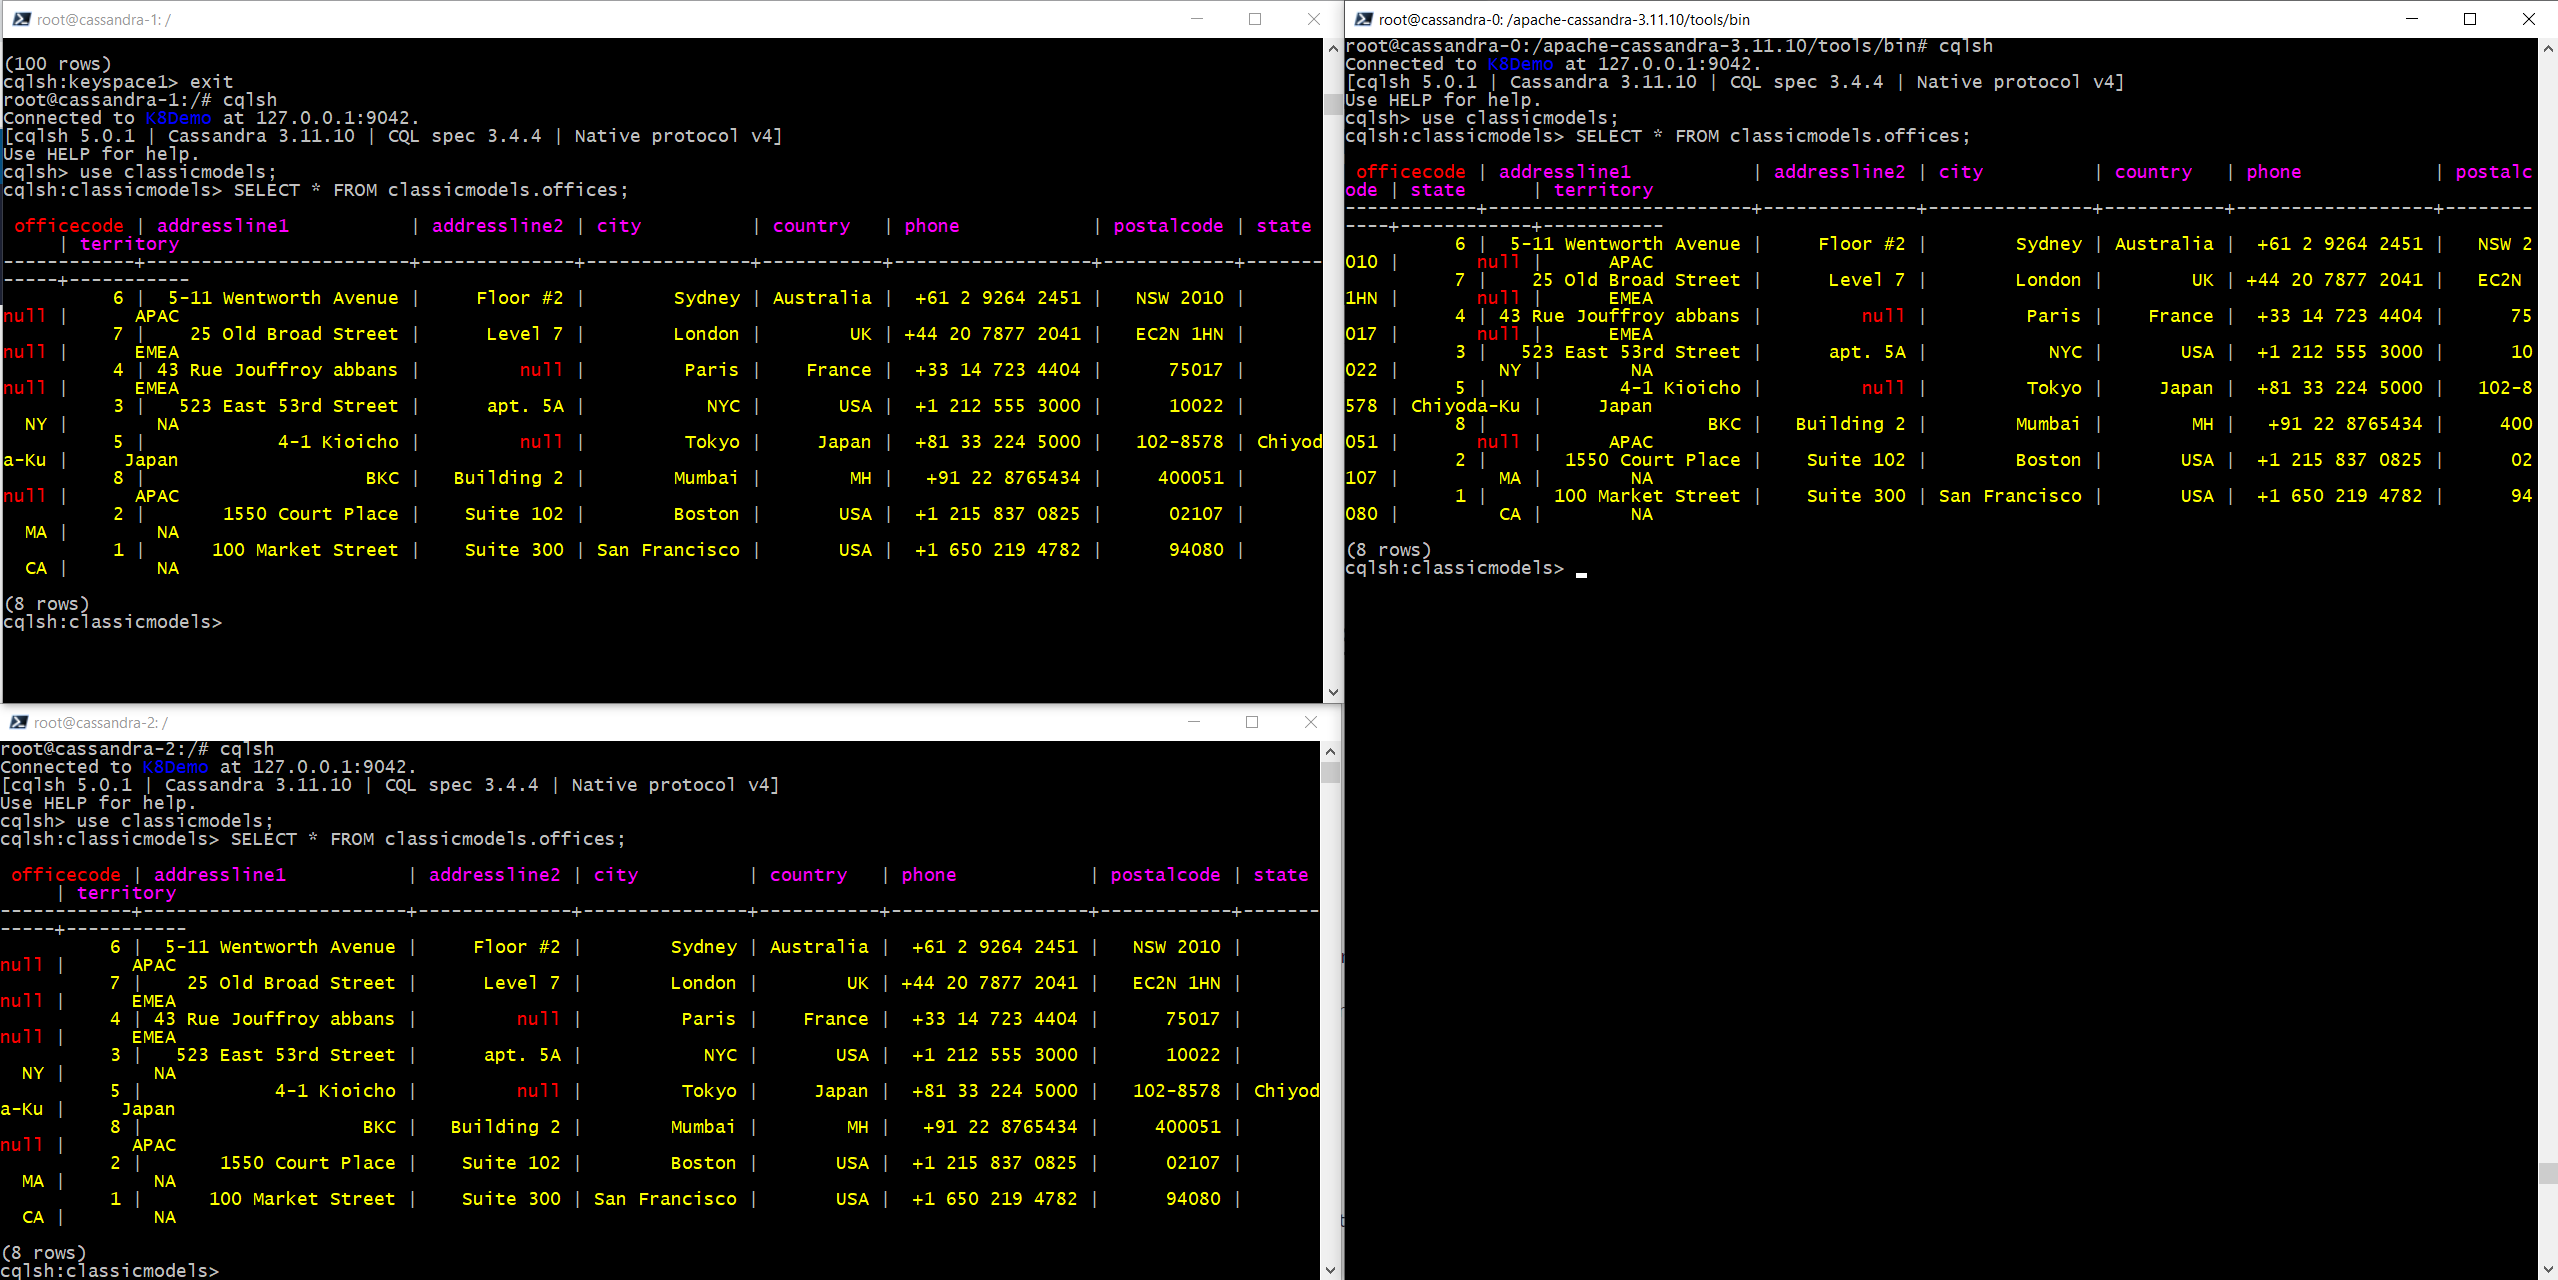 root@cassandra-1: /
(100 rows)
cqlsh:keyspace1> exit
root@cassandra-1:/# cqlsh
Connected to K8Demo at 127.0.0.1:9042.
[cqlsh 5.0.1 | Cassandra 3.11.10 | CQL spec 3.4.4 | Native protocol v4]
Use HELP for help.
cqlsh> use classicmodels;
cqlsh:classicmodels> SELECT * FROM classicmodels.offices;
officecode | addressline1 | addressline2 | city | country | phone | postalcode | state
| territory
------------+------------------------+--------------+---------------+-----------+------------------+------------+-------
-----+-----------
6 | 5-11 Wentworth Avenue | Floor #2 | Sydney | Australia | +61 2 9264 2451 | NSW 2010 |
null | APAC
7 | 25 Old Broad Street | Level 7 | London | UK | +44 20 7877 2041 | EC2N 1HN |
null | EMEA
4 | 43 Rue Jouffroy abbans | null | Paris | France | +33 14 723 4404 | 75017 |
null | EMEA
3 | 523 East 53rd Street | apt. 5A | NYC | USA | +1 212 555 3000 | 10022 |
NY | NA
5 | 4-1 Kioicho | null | Tokyo | Japan | +81 33 224 5000 | 102-8578 | Chiyod
a-Ku | Japan
8 | BKC | Building 2 | Mumbai | MH | +91 22 8765434 | 400051 |
null | APAC
2 | 1550 Court Place | Suite 102 | Boston | USA | +1 215 837 0825 | 02107 |
MA | NA
1 | 100 Market Street | Suite 300 | San Francisco | USA | +1 650 219 4782 | 94080 |
CA | NA
(8 rows)
cqlsh:classicmodels>
root@cassandra-2: /
root@cassandra-2:/# cqlsh
Connected to K8Demo at 127.0.0.1:9042.
[cqlsh 5.0.1 | Cassandra 3.11.10 | CQL spec 3.4.4 | Native protocol v4]
Use HELP for help.
cqlsh> use classicmodels;
cqlsh:classicmodels> SELECT * FROM classicmodels.offices;
officecode | addressline1 | addressline2 | city | country | phone | postalcode | state
| territory
------------+------------------------+--------------+---------------+-----------+------------------+------------+-------
-----+-----------
6 | 5-11 Wentworth Avenue | Floor #2 | Sydney | Australia | +61 2 9264 2451 | NSW 2010 |
null | APAC
7 | 25 Old Broad Street | Level 7 | London | UK | +44 20 7877 2041 | EC2N 1HN |
null | EMEA
4 | 43 Rue Jouffroy abbans | null | Paris | France | +33 14 723 4404 | 75017 |
null | EMEA
3 | 523 East 53rd Street | apt. 5A | NYC | USA | +1 212 555 3000 | 10022 |
NY | NA
5 | 4-1 Kioicho | null | Tokyo | Japan | +81 33 224 5000 | 102-8578 | Chiyod
a-Ku | Japan
8 | BKC | Building 2 | Mumbai | MH | +91 22 8765434 | 400051 |
null | APAC
2 | 1550 Court Place | Suite 102 | Boston | USA | +1 215 837 0825 | 02107 |
MA | NA
1 | 100 Market Street | Suite 300 | San Francisco | USA | +1 650 219 4782 | 94080 |
CA | NA
(8 rows)
cqlsh:classicmodels>
root@cassandra-0: /apache-cassandra-3.11.10/tools/bin
root@cassandra-0:/apache-cassandra-3.11.10/tools/bin# cqlsh
Connected to K8Demo at 127.0.0.1:9042.
[cqlsh 5.0.1 | Cassandra 3.11.10 | CQL spec 3.4.4 | Native protocol v4]
Use HELP for help.
cqlsh> use classicmodels;
cqlsh:classicmodels> SELECT * FROM classicmodels.offices;
officecode | addressline1 | addressline2 | city | country | phone | postalc
ode | state | territory
------------+------------------------+--------------+---------------+-----------+------------------+--------
----+------------+-----------
6 | 5-11 Wentworth Avenue | Floor #2 | Sydney | Australia | +61 2 9264 2451 | NSW 2
010 | null | APAC
7 | 25 Old Broad Street | Level 7 | London | UK | +44 20 7877 2041 | EC2N
1HN | null | EMEA
4 | 43 Rue Jouffroy abbans | null | Paris | France | +33 14 723 4404 | 75
017 | null | EMEA
3 | 523 East 53rd Street | apt. 5A | NYC | USA | +1 212 555 3000 | 10
022 | NY | NA
5 | 4-1 Kioicho | null | Tokyo | Japan | +81 33 224 5000 | 102-8
578 | Chiyoda-Ku | Japan
8 | BKC | Building 2 | Mumbai | MH | +91 22 8765434 | 400
051 | null | APAC
2 | 1550 Court Place | Suite 102 | Boston | USA | +1 215 837 0825 | 02
107 | MA | NA
1 | 100 Market Street | Suite 300 | San Francisco | USA | +1 650 219 4782 | 94
080 | CA | NA
(8 rows)
cqlsh:classicmodels>